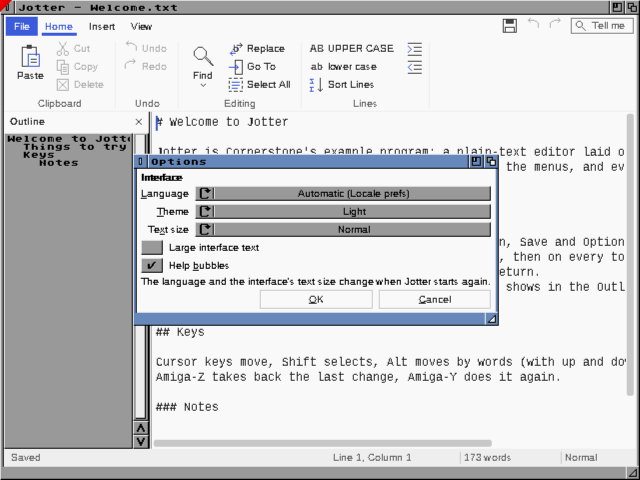 Jotter - Welcome.txt
File Home Insert View Tell me
Paste Cut Copy Delete
Undo Redo
Find Replace Go To Select All
AB UPPER CASE
ab lower case
Sort Lines
Clipboard Undo Editing Lines
Outline
Welcome to Jotte
Things to try
Keys
Notes
# Welcome to Jotter
Jotter is Cornerstone's example program: a plain-text editor laid o
the menus, and ev
n, Save and Option
, then on every to
eturn.
shows in the Outl
Options
Interface
Language Automatic (Locale prefs)
Theme Light
Text size Normal
Large interface text
Help bubbles
The language and the interface's text size change when Jotter starts again.
OK Cancel
## Keys
Cursor keys move, Shift selects, Alt moves by words (with up and dow
Amiga-Z takes back the last change, Amiga-Y does it again.
### Notes
Saved Line 1, Column 1 173 words Normal